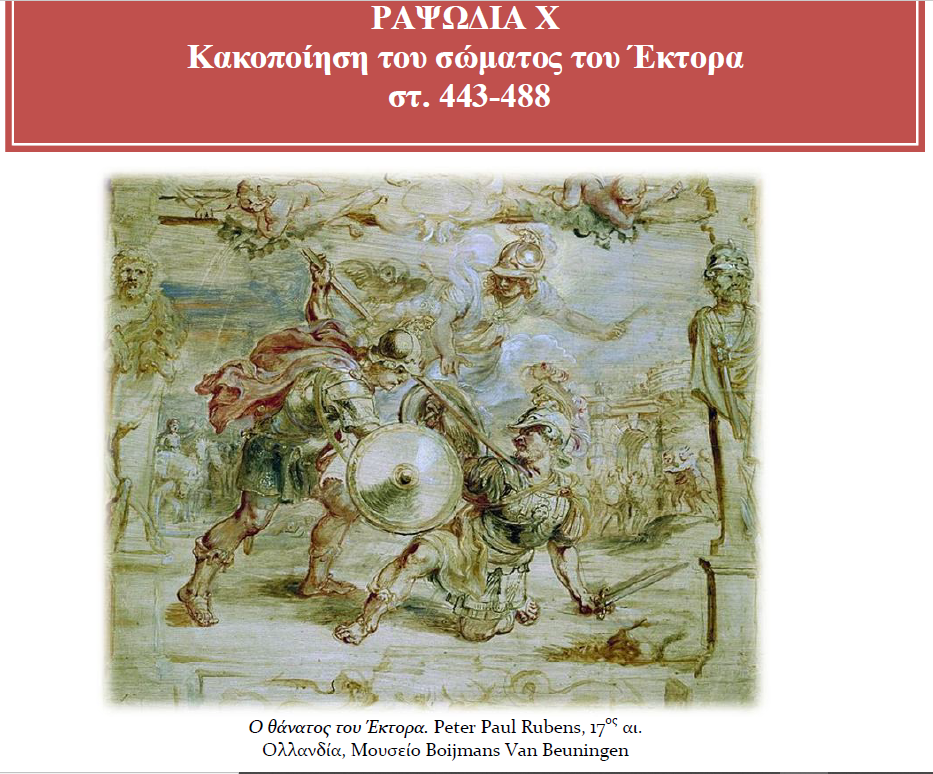 ΡΑΨΩΔΙΑ Χ
Κακοποίηση του σώματος του Έκτορα
στ. 443-488
Ο θάνατος του Έκτορα. Peter Paul Rubens, 17ος αι.
Ολλανδία, Μουσείο Boijmans Van Beuningen